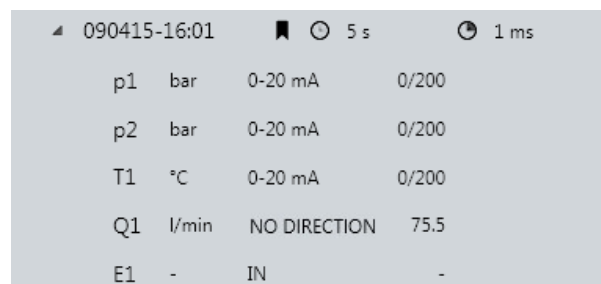 090415-16:01 5 s 1 ms
p1 bar 0-20 mA 0/200
p2 bar 0-20 mA 0/200
T1 °C 0-20 mA 0/200
Q1 l/min NO DIRECTION 75.5
E1 - IN -